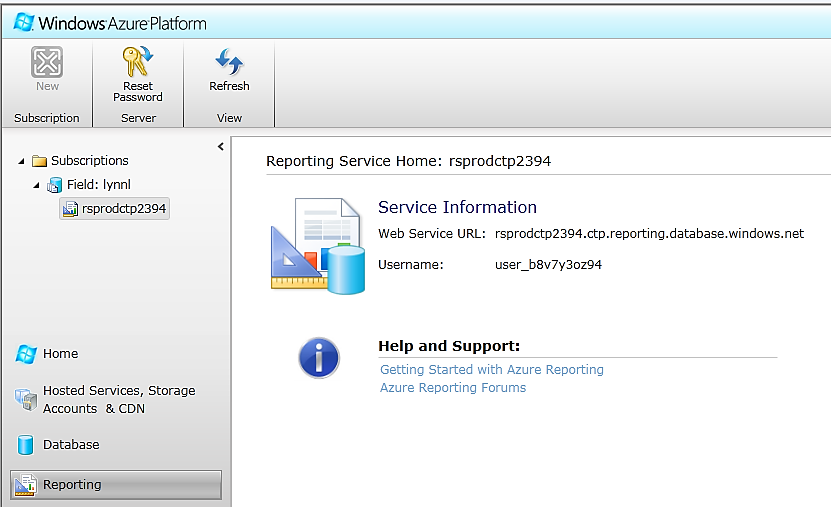 Windows Azure Platform
New
Reset
Password
Refresh
Subscription
Server
View
<
Subscriptions
Field: lynnl
rsprodctp2394
Home
Hosted Services, Storage
Accounts & CDN
Database
Reporting
Reporting Service Home: rsprodctp2394
Service Information
Web Service URL: rsprodctp2394.ctp.reporting.database.windows.net
Username: user_b8v7y3oz94
i
Help and Support:
Getting Started with Azure Reporting
Azure Reporting Forums